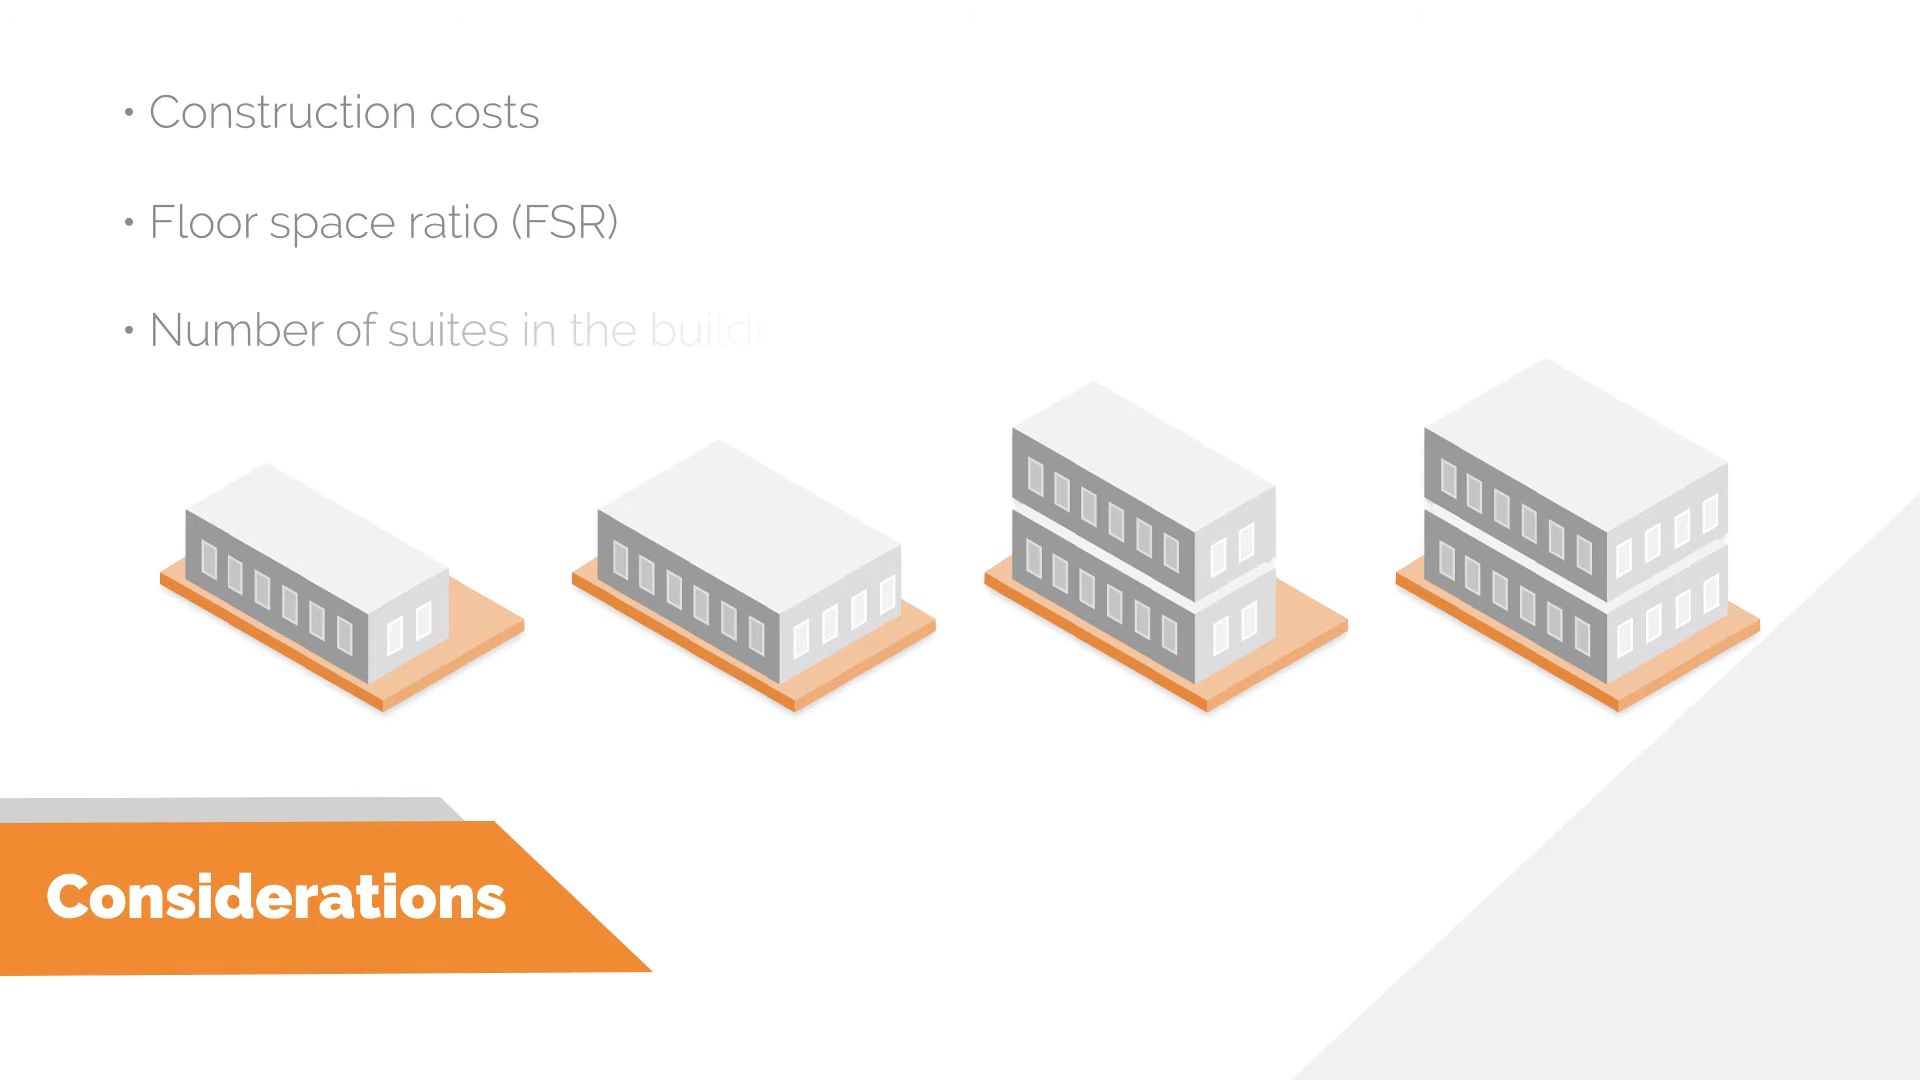 • Construction costs
• Floor space ratio (FSR)
• Number of suites in the
Considerations